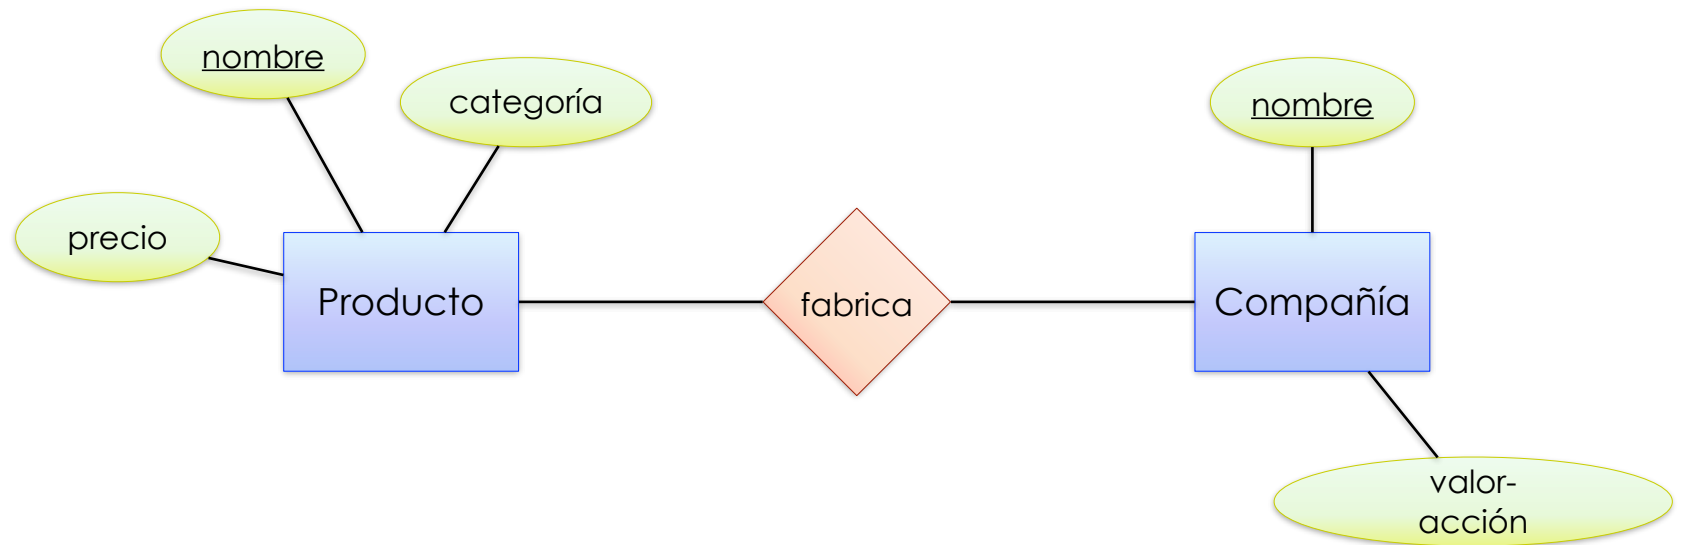 nombre
categoría
nombre
precio
Producto
fabrica
Compañía
valor-
acción